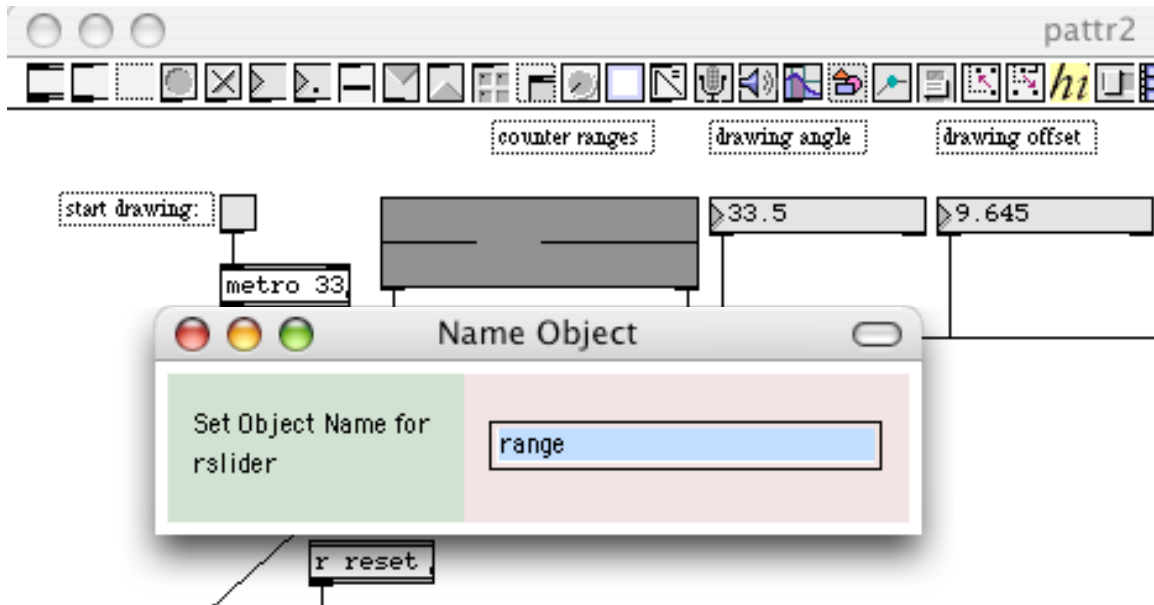 pattr2
hi
counter ranges
drawing angle
drawing offset
start drawing:
33.5
9.645
metro 33
Name Object
Set Object Name for
rslider
range
r reset